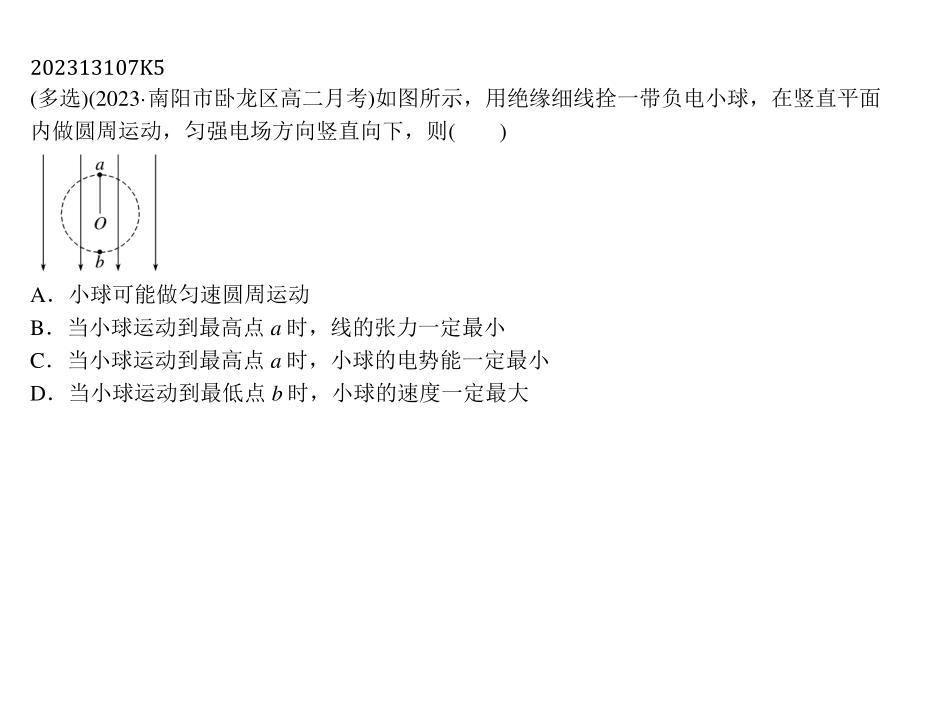 202313107K5
(多选)(2023·南阳市卧龙区高二月考)如图所示，用绝缘细线拴一带负电小球，在竖直平面
内做圆周运动，匀强电场方向竖直向下，则(　　)
a
O
b
A．小球可能做匀速圆周运动
B．当小球运动到最高点 a 时，线的张力一定最小
C．当小球运动到最高点 a 时，小球的电势能一定最小
D．当小球运动到最低点 b 时，小球的速度一定最大